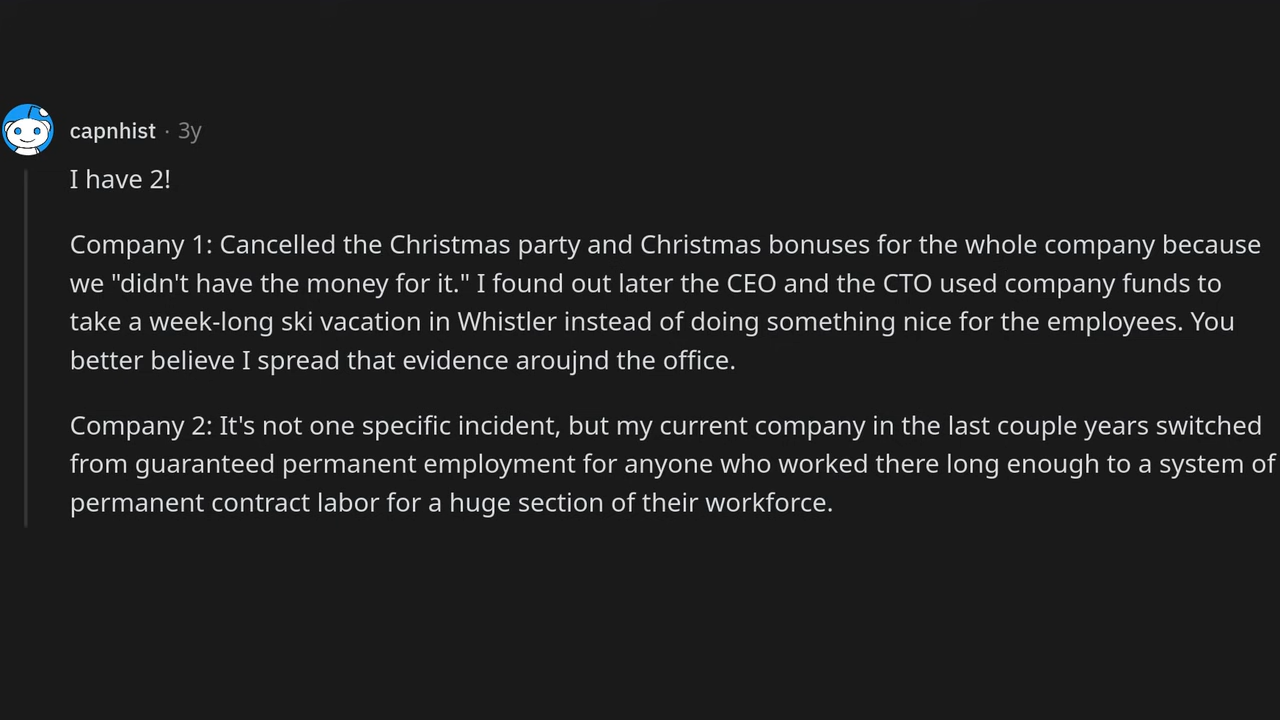 capnhist · 3y
I have 2!
Company 1: Cancelled the Christmas party and Christmas bonuses for the whole company because
we "didn't have the money for it." I found out later the CEO and the CTO used company funds to
take a week-long ski vacation in Whistler instead of doing something nice for the employees. You
better believe I spread that evidence aroujnd the office.
Company 2: It's not one specific incident, but my current company in the last couple years switched
from guaranteed permanent employment for anyone who worked there long enough to a system of
permanent contract labor for a huge section of their workforce.